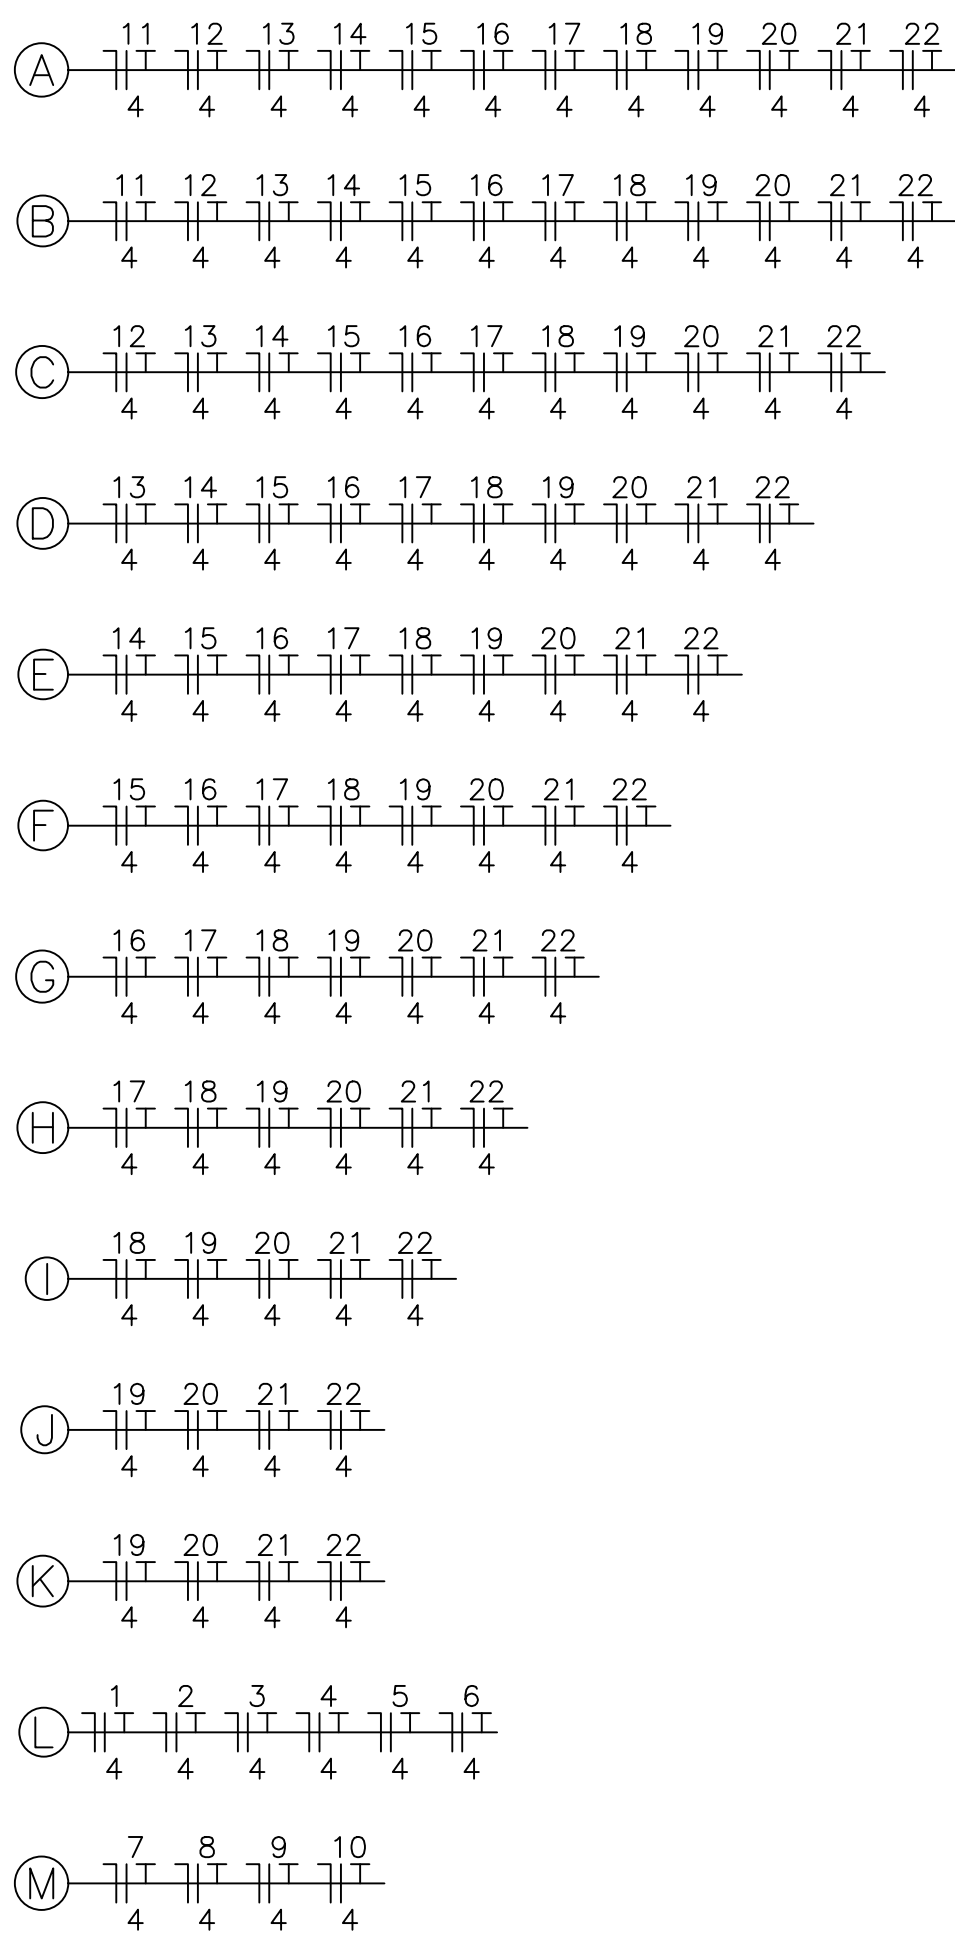 11 12 13 14 15 16 17 18 19 20 21 22
A
4 4 4 4 4 4 4 4 4 4 4 4
11 12 13 14 15 16 17 18 19 20 21 22
B
4 4 4 4 4 4 4 4 4 4 4 4
12 13 14 15 16 17 18 19 20 21 22
C
4 4 4 4 4 4 4 4 4 4 4
13 14 15 16 17 18 19 20 21 22
D
4 4 4 4 4 4 4 4 4 4
14 15 16 17 18 19 20 21 22
E
4 4 4 4 4 4 4 4 4
15 16 17 18 19 20 21 22
F
4 4 4 4 4 4 4 4
16 17 18 19 20 21 22
G
4 4 4 4 4 4 4
17 18 19 20 21 22
H
4 4 4 4 4 4
18 19 20 21 22
I
4 4 4 4 4
19 20 21 22
J
4 4 4 4
19 20 21 22
K
4 4 4 4
1 2 3 4 5 6
L
4 4 4 4 4 4
7 8 9 10
M
4 4 4 4